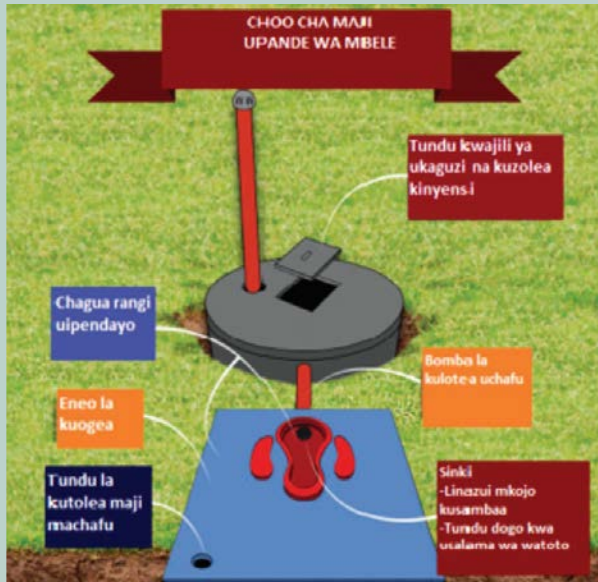 CHOO CHA MAJI
UPANDE WA MBELE
Tundu kwajili ya
ukaguzi na kuzolea
kinyensi
Chagua rangi
uipendayo
Bomba la
kulotea uchafu
Eneo la
kuogea
Tundu la
kutolea maji
machafu
Sinki
-Linazui mkojo
kusambaa
-Tundu dogo kwa
usalama wa watoto